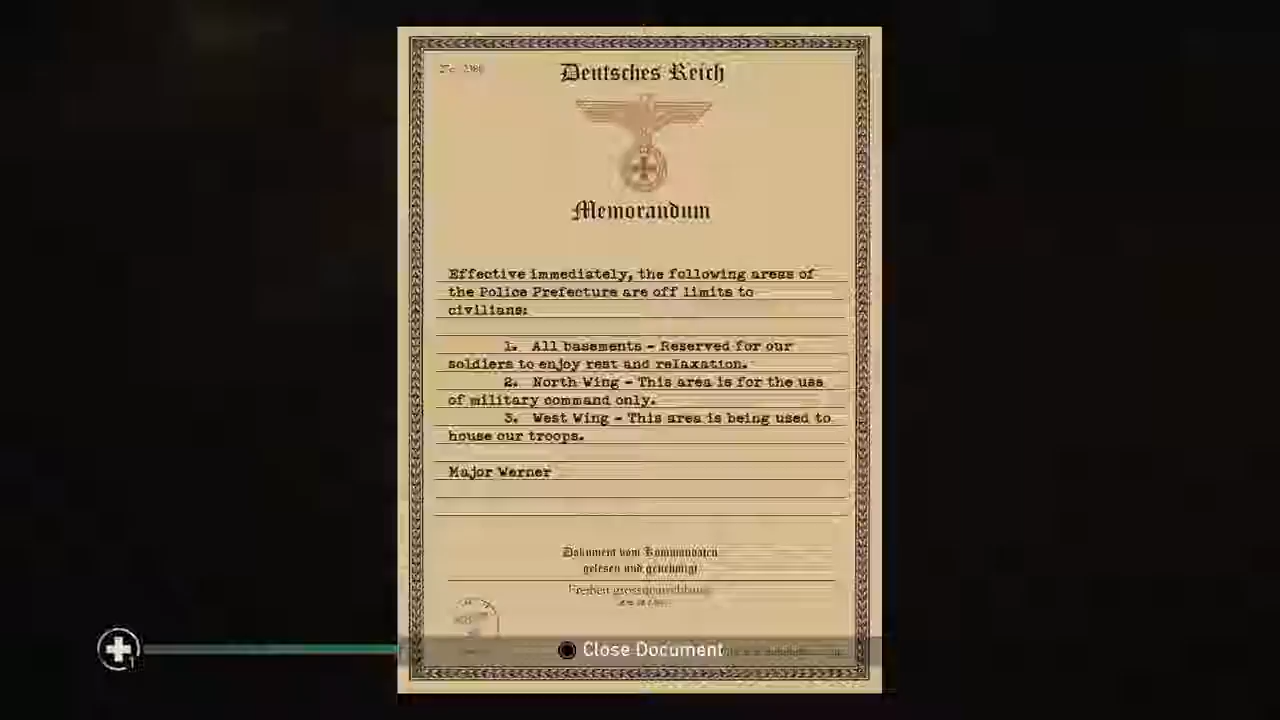 Deutsches Reich
Memorandum
Effective immediately, the following areas of
the Police Prefecture are off limits to
civilians:
1. All basements - Reserved for our
soldiers to enjoy rest and relaxation.
2. North Wing - This area is for the use
of military command only.
3. West Wing - This area is being used to
house our troops.
Major Werner
Dokument vom Kommandaten
gelesen und genehmigt
Close Document
1